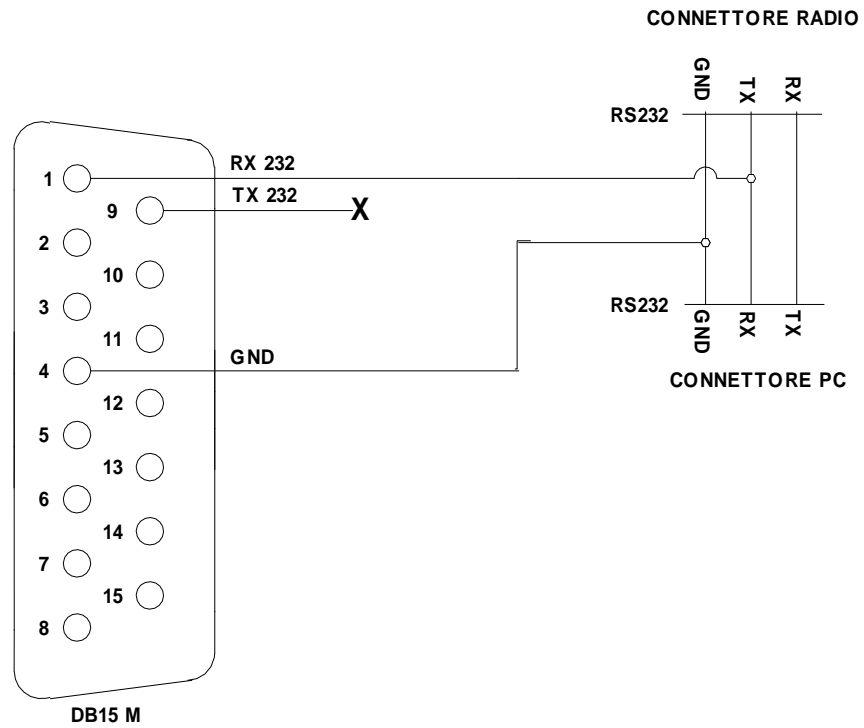 CONNETTORE RADIO
GND TX RX
RS232
RX 232
1
TX 232
9
X
2
10
3
RS232
11
GND RX TX
GND
4
CONNETTORE PC
12
5
13
6
14
7
15
8
DB15 M